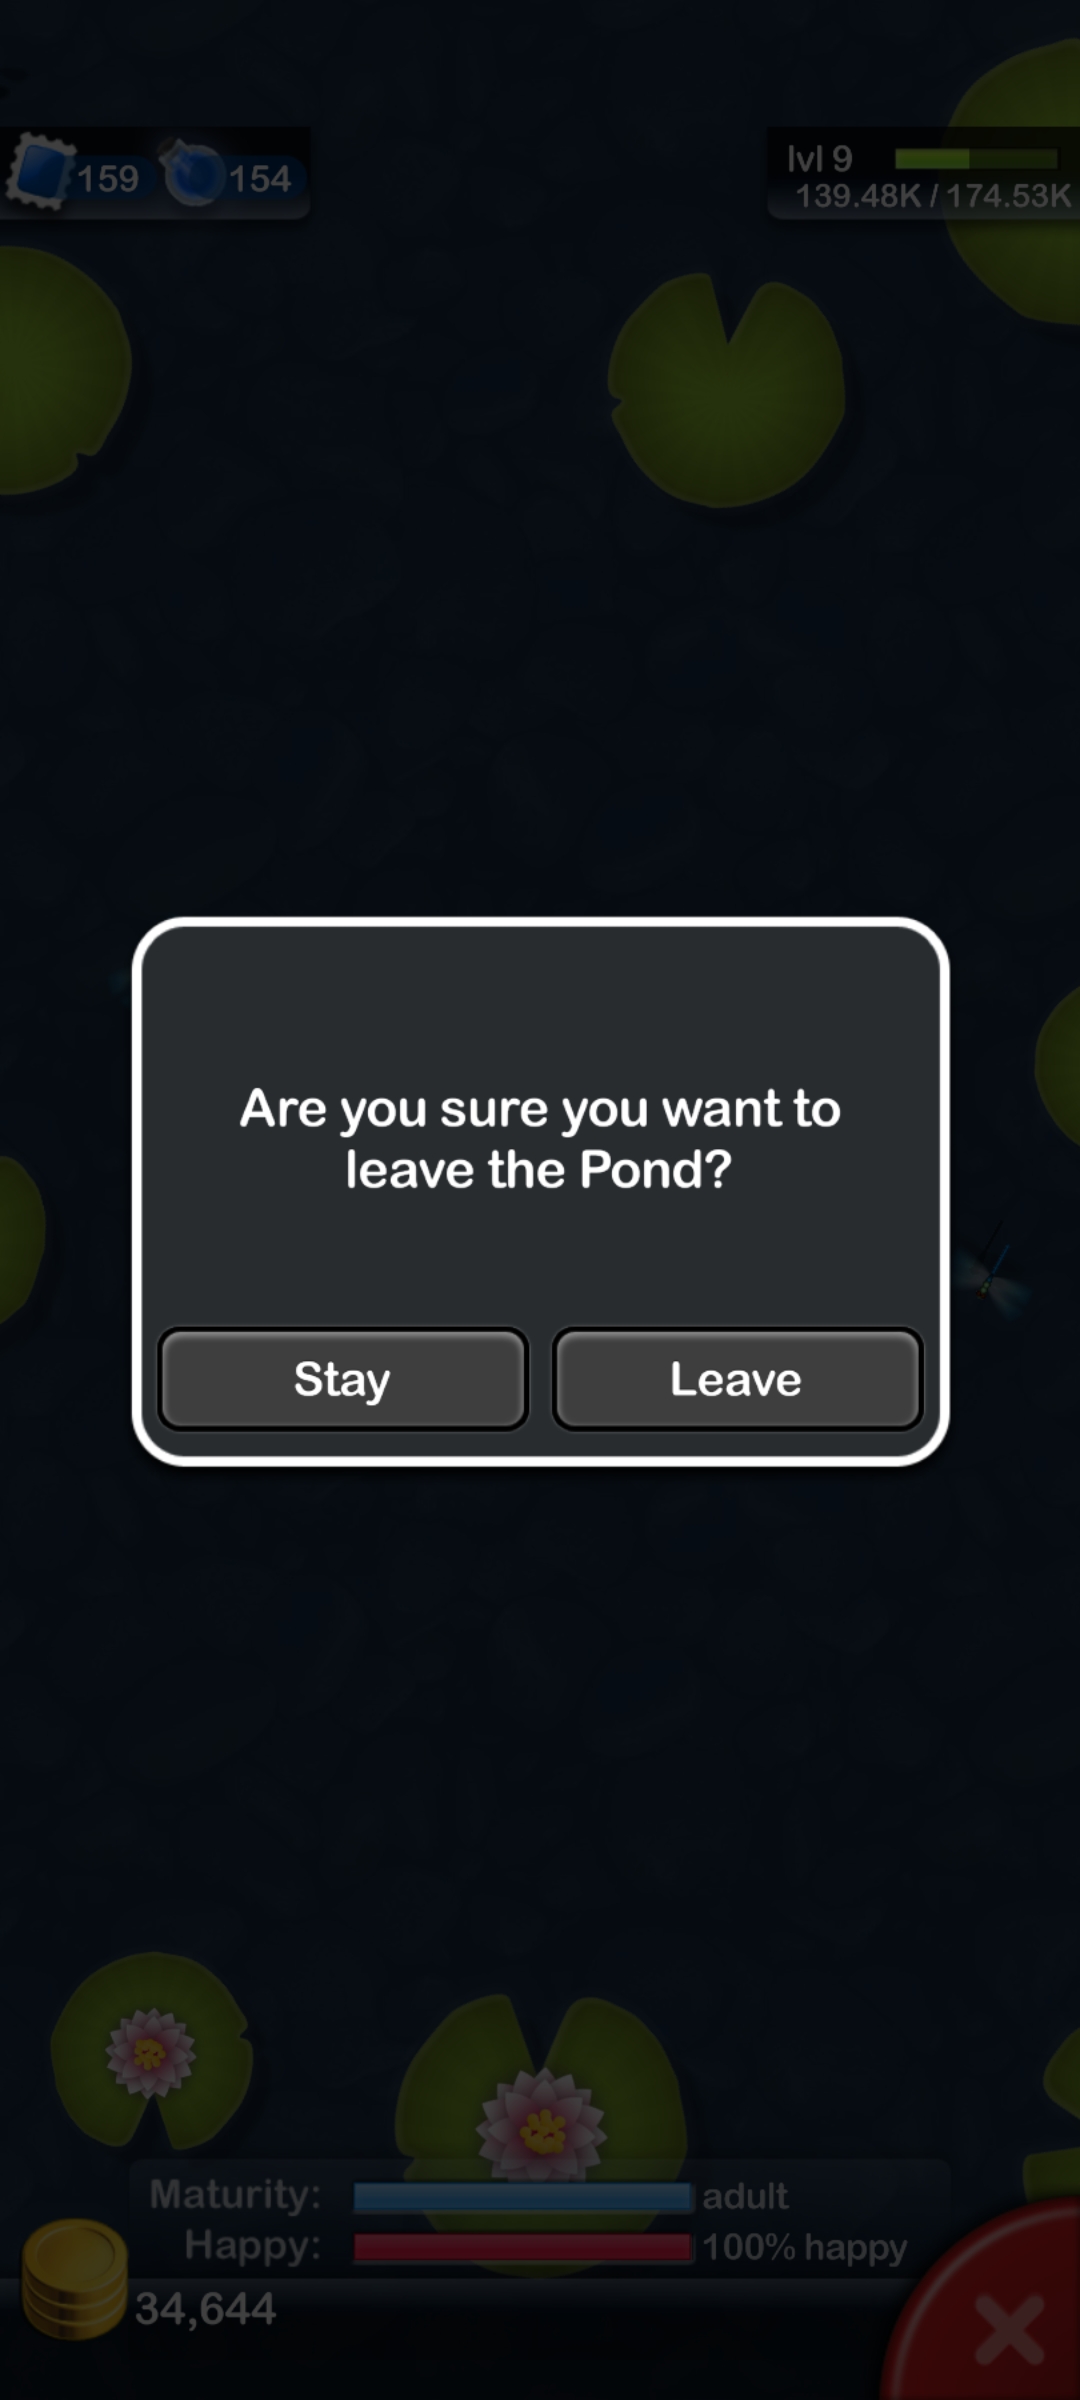 159 154
lvl 9
139.48K / 174.53K
Are you sure you want to
leave the Pond?
Stay Leave
Maturity: adult
Happy: 100% happy
34,644